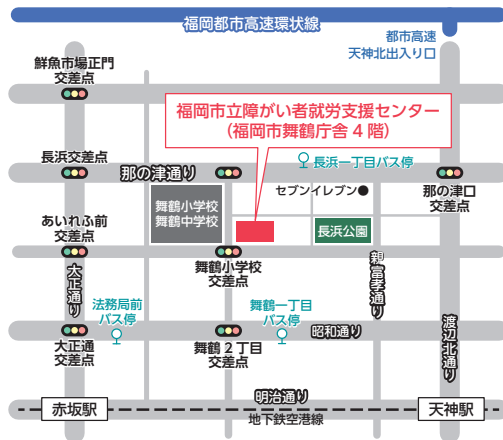 福岡都市高速環状線
都市高速
天神北出入り口
鮮魚市場正門
交差点
福岡市立障がい者就労支援センター
（福岡市舞鶴庁舎 4 階）
長浜交差点
那の津通り
長浜一丁目バス停
セブンイレブン
那の津口
交差点
舞鶴小学校
舞鶴中学校
長浜公園
あいれふ前
交差点
舞鶴小学校
交差点
大正通り
親富孝通り
法務局前
バス停
舞鶴一丁目
バス停
昭和通り
渡辺北通り
大正通
交差点
舞鶴 2 丁目
交差点
明治通り
赤坂駅
地下鉄空港線
天神駅